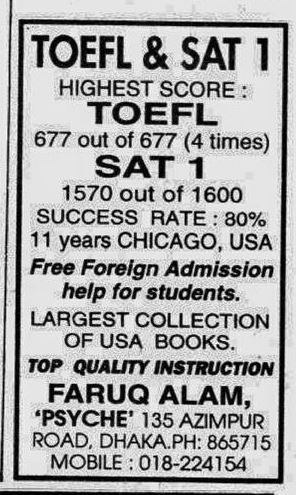 TOEFL & SAT 1
HIGHEST SCORE :
TOEFL
677 out of 677 (4 times)
SAT 1
1570 out of 1600
SUCCESS RATE : 80%
11 years CHICAGO, USA
Free Foreign Admission
help for students.
LARGEST COLLECTION
OF USA BOOKS.
TOP QUALITY INSTRUCTION
FARUQ ALAM,
'PSYCHE' 135 AZIMPUR
ROAD, DHAKA.PH: 865715
MOBILE : 018-224154